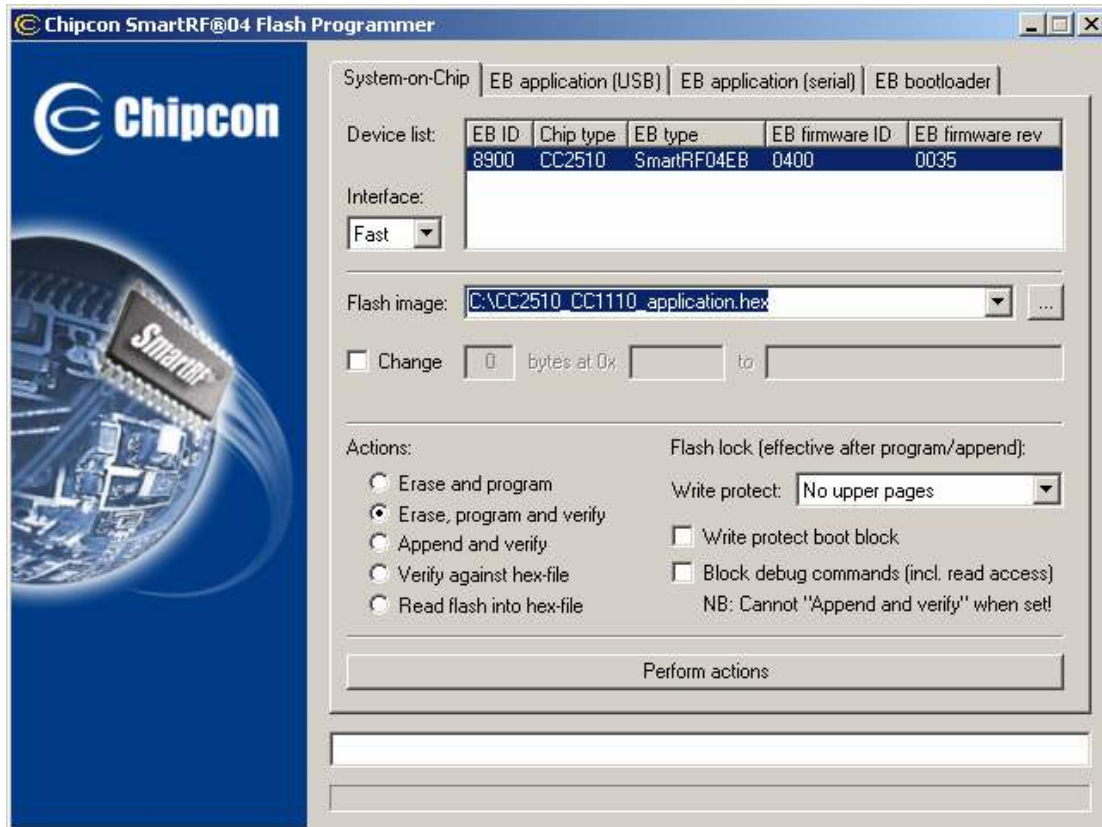 Chipcon SmartRF®04 Flash Programmer
Chipcon
SmartRF®
System-on-Chip EB application (USB) EB application (serial) EB bootloader
Device list:
EB ID Chip type EB type EB firmware ID EB firmware rev
8900 CC2510 SmartRF04EB 0400 0035
Interface:
Fast
Flash image: C:\CC2510_CC1110_application.hex ...
Change 0 bytes at 0x to
Actions:
Erase and program
Erase, program and verify
Append and verify
Verify against hex-file
Read flash into hex-file
Flash lock (effective after program/append):
Write protect: No upper pages
Write protect boot block
Block debug commands (incl. read access)
NB: Cannot "Append and verify" when set!
Perform actions